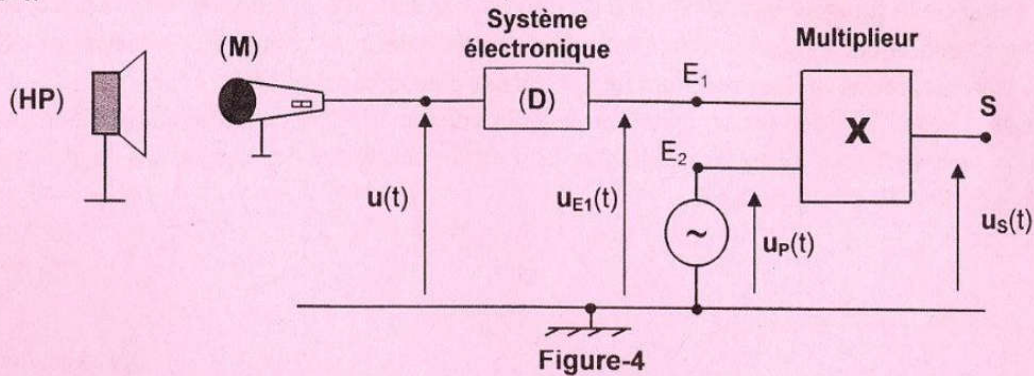 Système
électronique
Multiplieur
(HP)
(M)
(D)
E1
X
S
E2
~
u(t)
uE1(t)
uP(t)
uS(t)
Figure-4